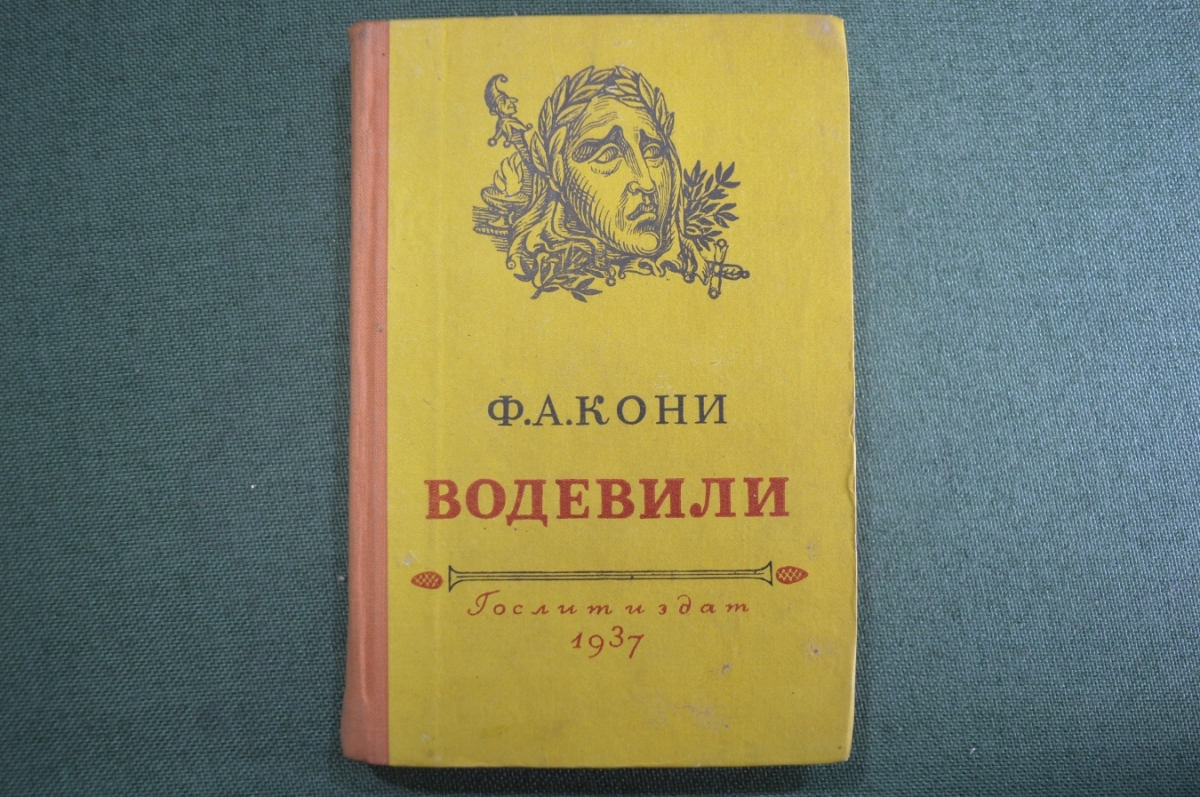 Ф.А.КОНИ
ВОДЕВИЛИ
Гослитиздат
1937